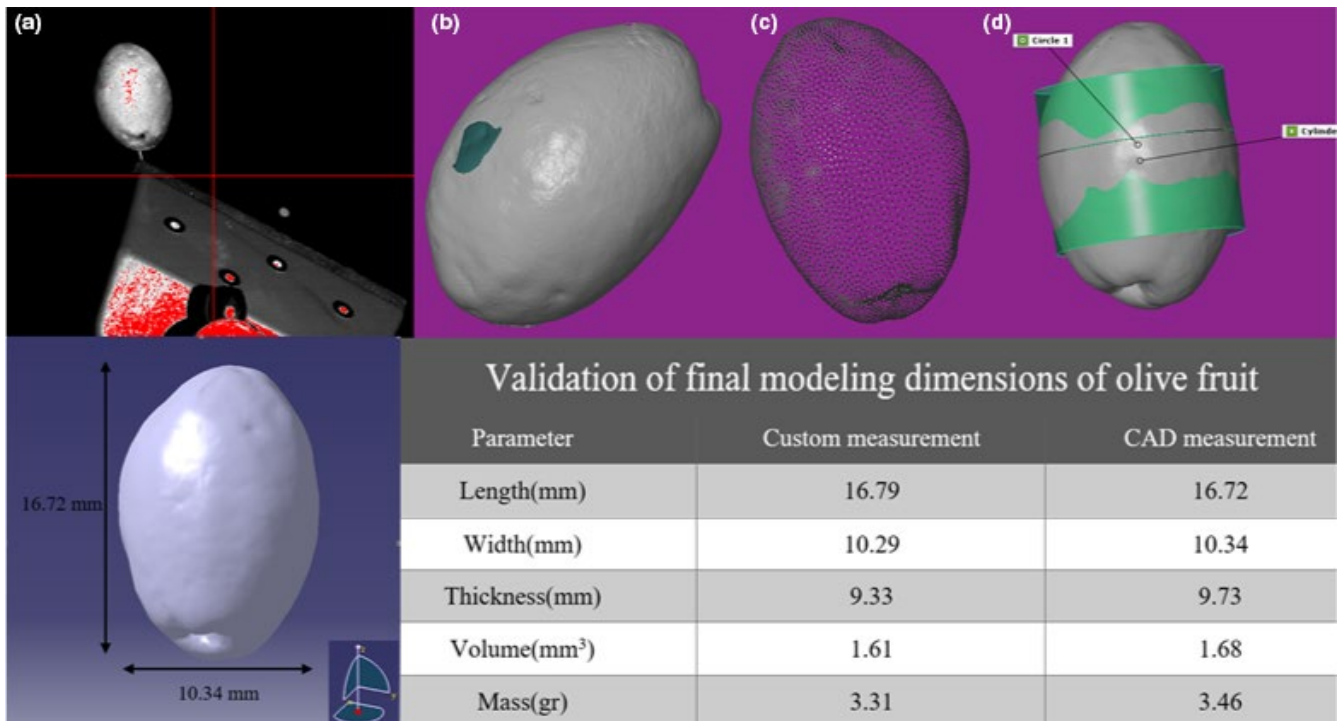 (a)
(b)
(c)
(d)
Circle 1
Cylinde
16.72 mm
10.34 mm
Validation of final modeling dimensions of olive fruit
Parameter Custom measurement CAD measurement
Length(mm) 16.79 16.72
Width(mm) 10.29 10.34
Thickness(mm) 9.33 9.73
Volume(mm³) 1.61 1.68
Mass(gr) 3.31 3.46